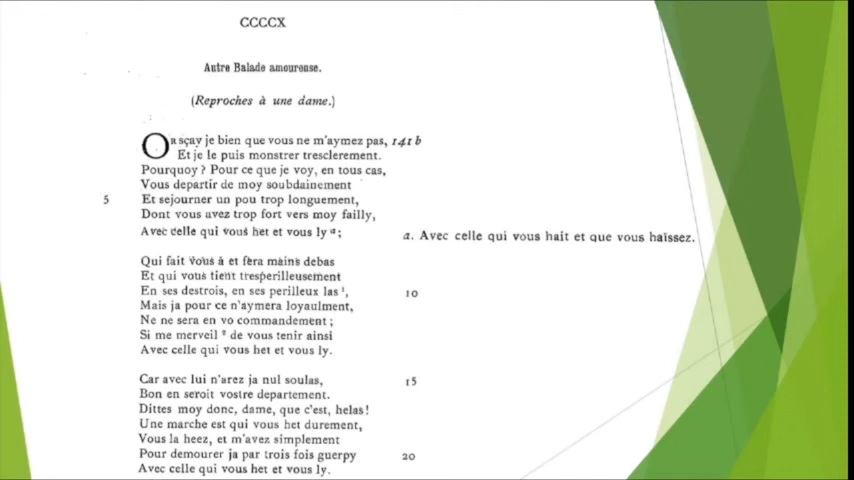 CCCCX
Autre Balade amoureuse.
(Reproches à une dame.)
Or sçay je bien que vous ne m'aymez pas, 141 b
Et je le puis monstrer tresclerement.
Pourquoy? Pour ce que je voy, en tous cas,
Vous departir de moy soubdainement
5 Et sejourner un pou trop longuement,
Dont vous avez trop fort vers moy failly,
Avec celle qui vous het et vous ly a;
a. Avec celle qui vous hait et que vous haïssez.
Qui fait vous a et fera mains debas
Et qui vous tient tresperilleusement
En ses destrois, en ses perilleux las 1, 10
Mais ja pour ce n'aymera loyaulment,
Ne ne sera en vo commandement;
Si me merveil 2 de vous tenir ainsi
Avec celle qui vous het et vous ly.
Car avec lui n'arez ja nul soulas, 15
Bon en seroit vostre departement.
Dittes moy donc, dame, que c'est, helas!
Une marche est qui vous het durement,
Vous la heez, et m'avez simplement
Pour demourer ja par trois fois guerpy 20
Avec celle qui vous het et vous ly.